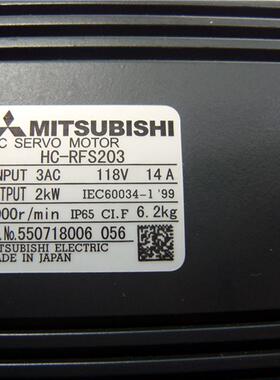 MITSUBISHI
C SERVO MOTOR
HC-RFS203
NPUT 3AC 118V 14A
TPUT 2kW IEC60034-1'99
000r/min IP65 CI.F 6.2kg
.No.550718006 056
TSUBISHI ELECTRIC
ADE IN JAPAN